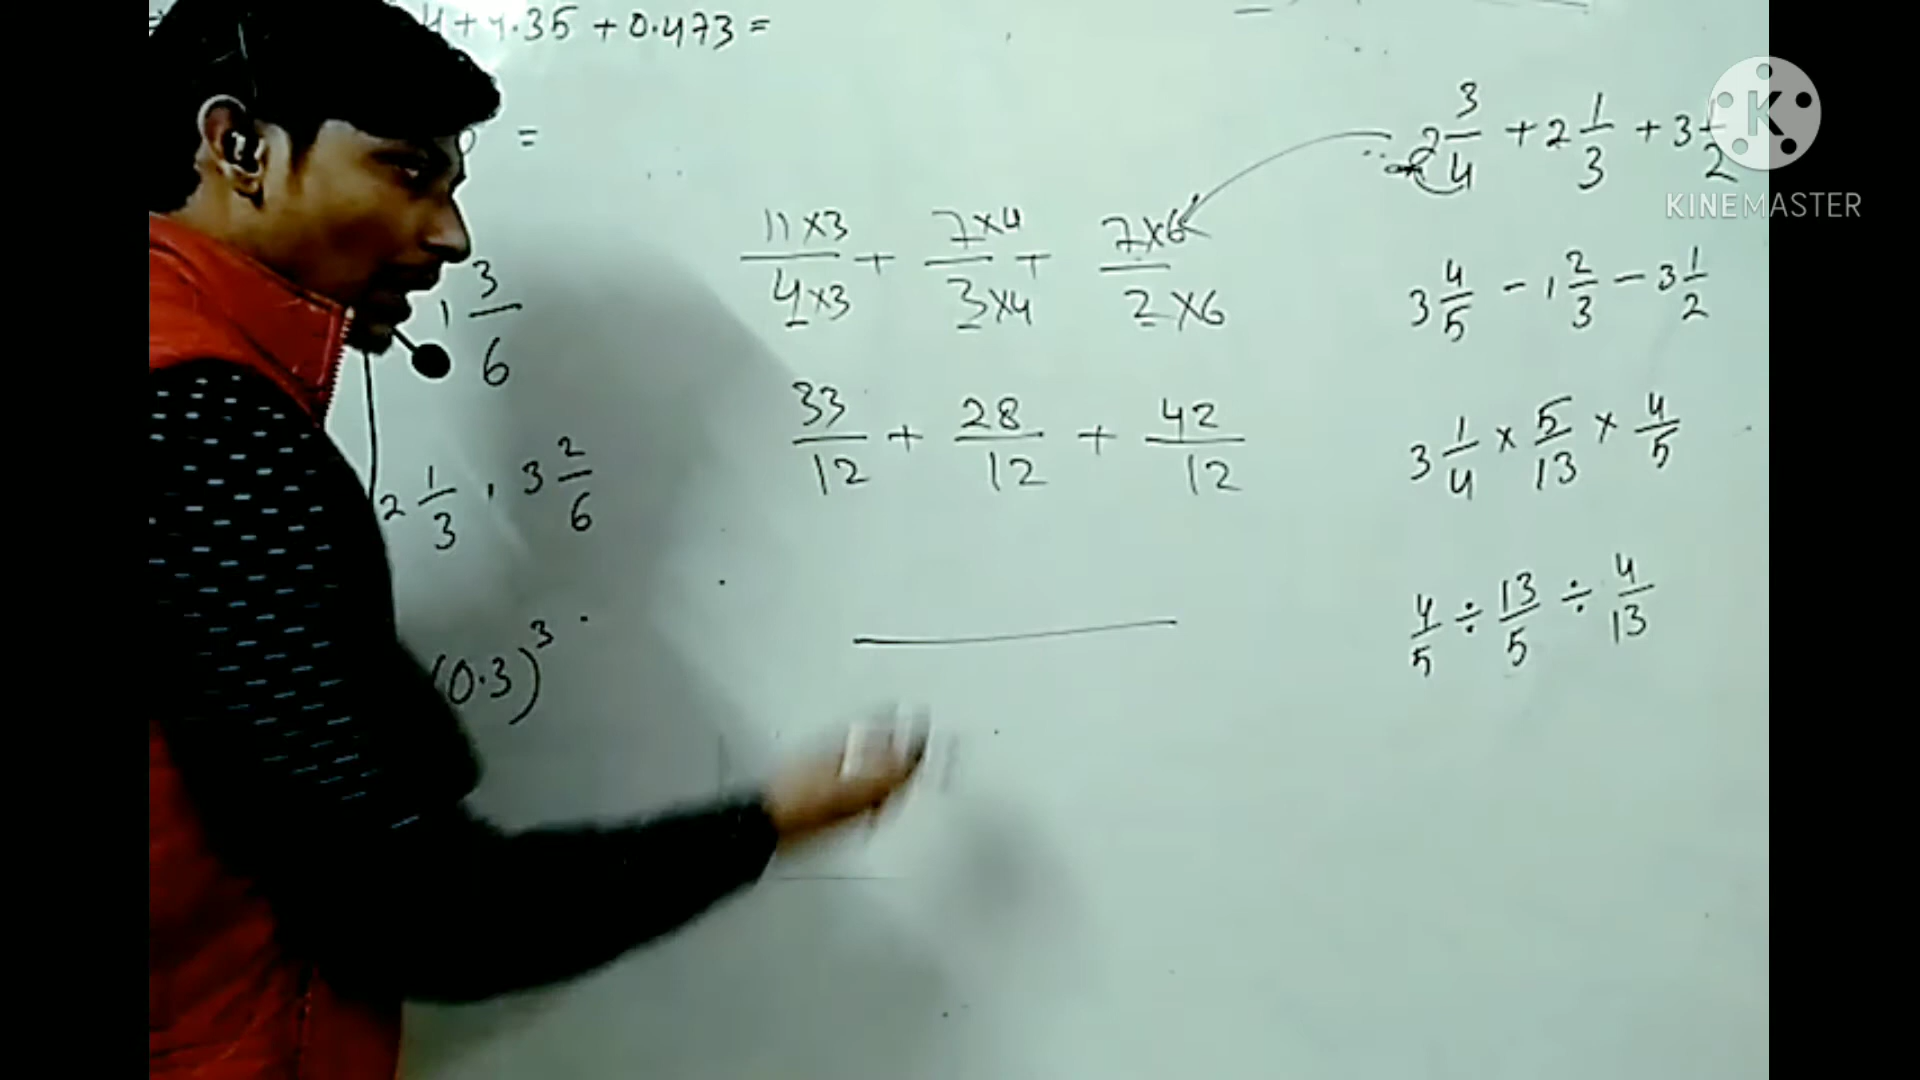 4.35 + 0.473 =
=
1 3/6
2 1/3 , 3 2/6
(0.3)^3
11×3/4×3 + 7×4/3×4 + 7×6/2×6
33/12 + 28/12 + 42/12
2 3/4 + 2 1/3 + 3 1/2
3 4/5 - 1 2/3 - 3 1/2
3 1/4 × 5/13 × 4/5
4/5 ÷ 13/5 ÷ 4/13
K
KINEMASTER